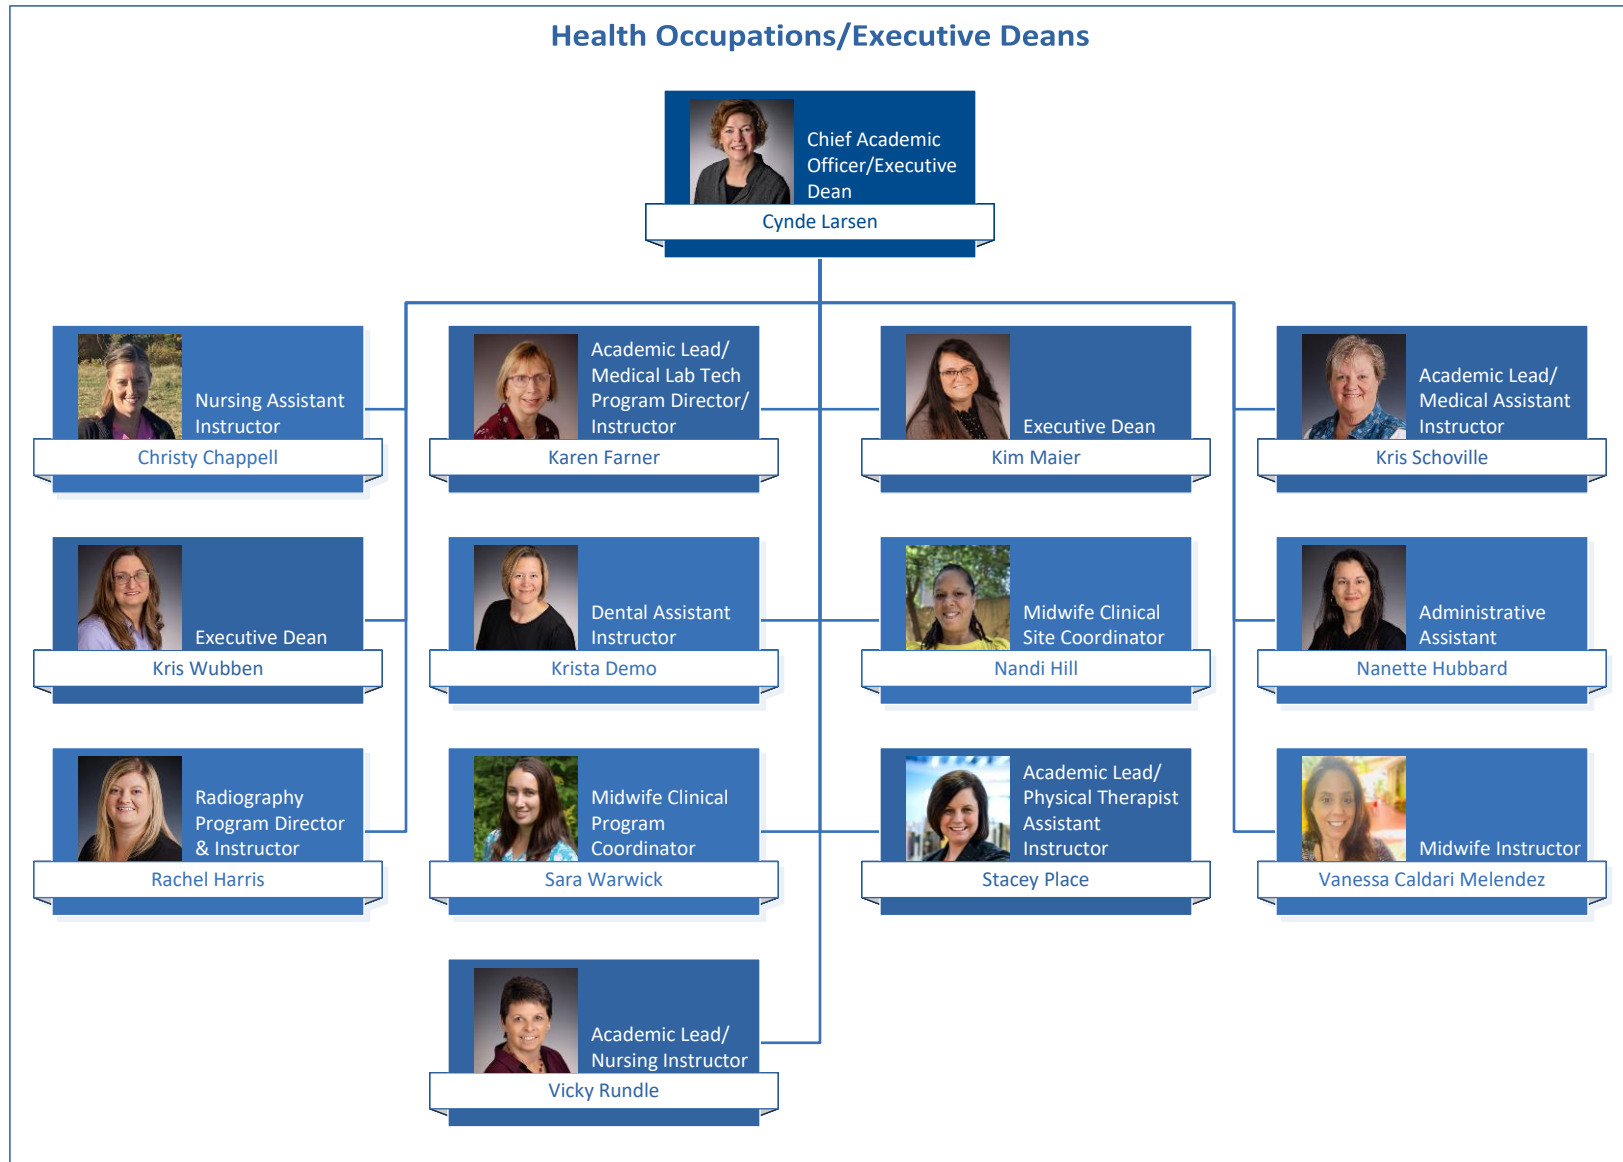 Health Occupations/Executive Deans
Chief Academic
Officer/Executive
Dean
Cynde Larsen
Nursing Assistant
Instructor
Christy Chappell
Academic Lead/
Medical Lab Tech
Program Director/
Instructor
Karen Farner
Executive Dean
Kim Maier
Academic Lead/
Medical Assistant
Instructor
Kris Schoville
Executive Dean
Kris Wubben
Dental Assistant
Instructor
Krista Demo
Midwife Clinical
Site Coordinator
Nandi Hill
Administrative
Assistant
Nanette Hubbard
Radiography
Program Director
& Instructor
Rachel Harris
Midwife Clinical
Program
Coordinator
Sara Warwick
Academic Lead/
Physical Therapist
Assistant
Instructor
Stacey Place
Midwife Instructor
Vanessa Caldari Melendez
Academic Lead/
Nursing Instructor
Vicky Rundle